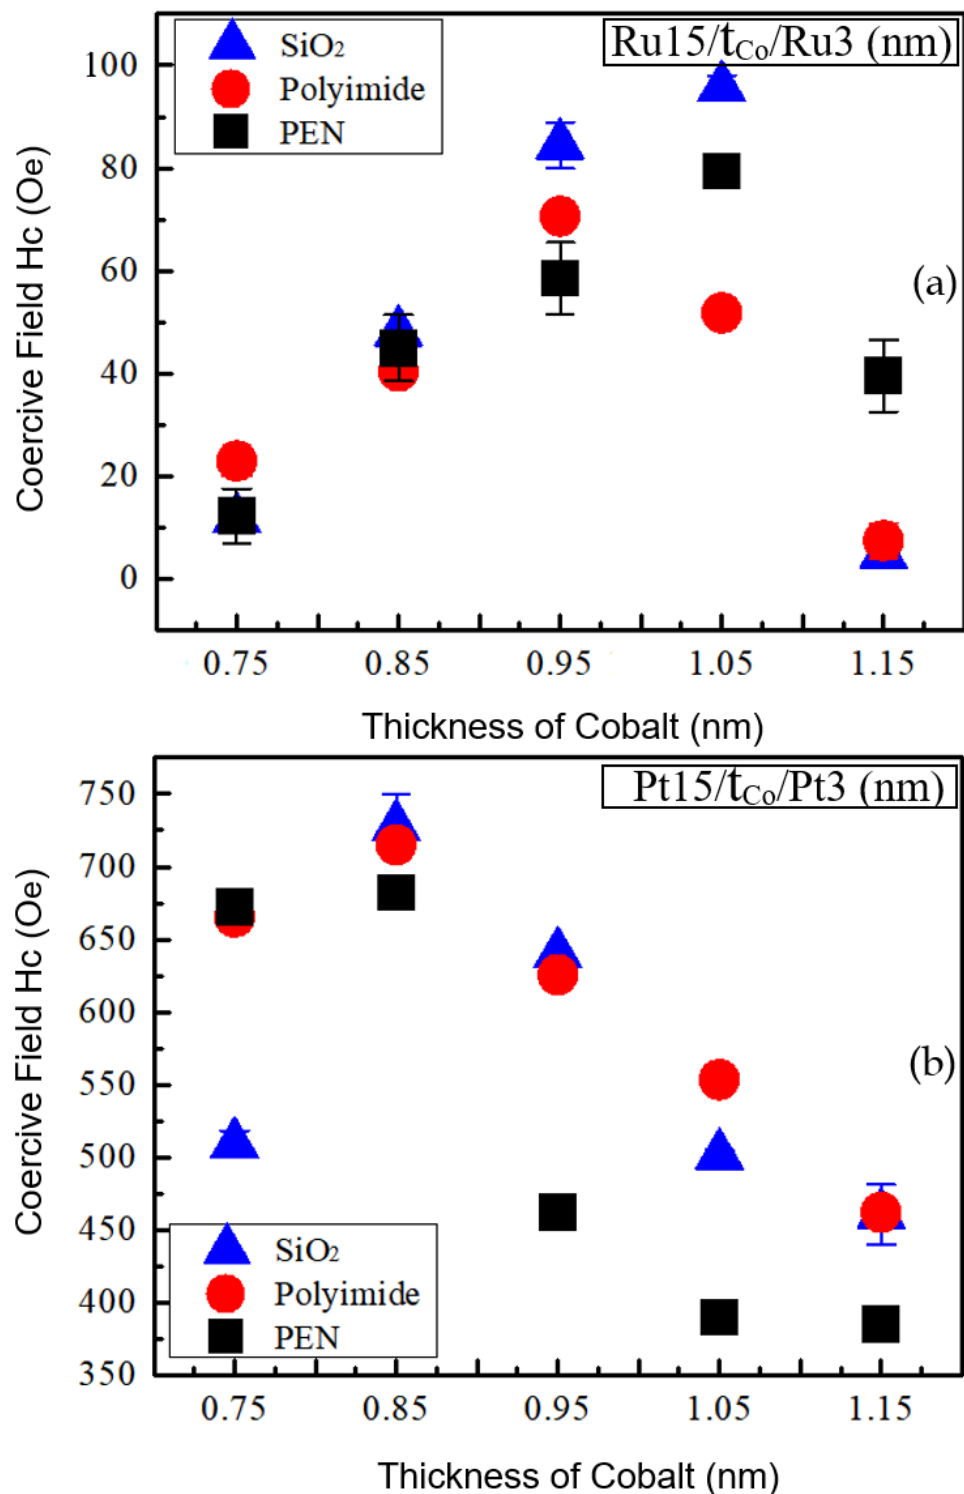 Ru15/tCo/Ru3 (nm)
SiO2
Polyimide
PEN
100
80
60
40
20
0
Coercive Field Hc (Oe)
(a)
0.75 0.85 0.95 1.05 1.15
Thickness of Cobalt (nm)
Pt15/tCo/Pt3 (nm)
750
700
650
600
550
500
450
400
350
Coercive Field Hc (Oe)
(b)
SiO2
Polyimide
PEN
0.75 0.85 0.95 1.05 1.15
Thickness of Cobalt (nm)